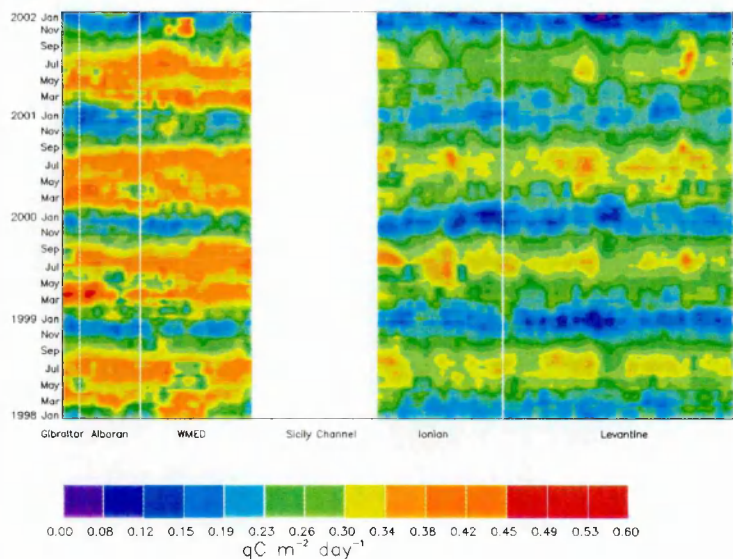 2002 Jan
Nov
Sep
Jul
May
Mar
2001 Jan
Nov
Sep
Jul
May
Mar
2000 Jan
Nov
Sep
Jul
May
Mar
1999 Jan
Nov
Sep
Jul
May
Mar
1998 Jan
Gibraltar Alboran WMED Sicily Channel Ionian Levantine
0.00 0.08 0.12 0.15 0.19 0.23 0.26 0.30 0.34 0.38 0.42 0.45 0.49 0.53 0.60
gC m⁻² day⁻¹